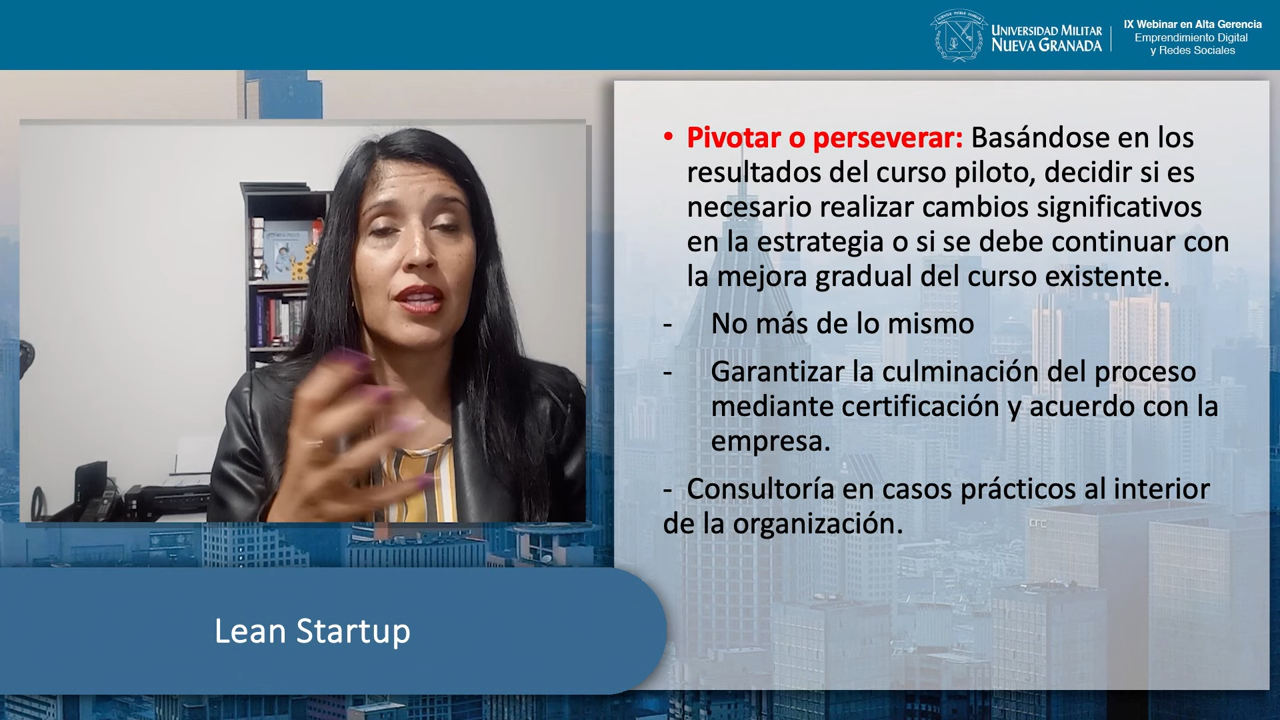 UNIVERSIDAD MILITAR
NUEVA GRANADA
IX Webinar en Alta Gerencia
Emprendimiento Digital
y Redes Sociales
• Pivotar o perseverar: Basándose en los
resultados del curso piloto, decidir si es
necesario realizar cambios significativos
en la estrategia o si se debe continuar con
la mejora gradual del curso existente.
- No más de lo mismo
- Garantizar la culminación del proceso
mediante certificación y acuerdo con la
empresa.
- Consultoría en casos prácticos al interior
de la organización.
Lean Startup